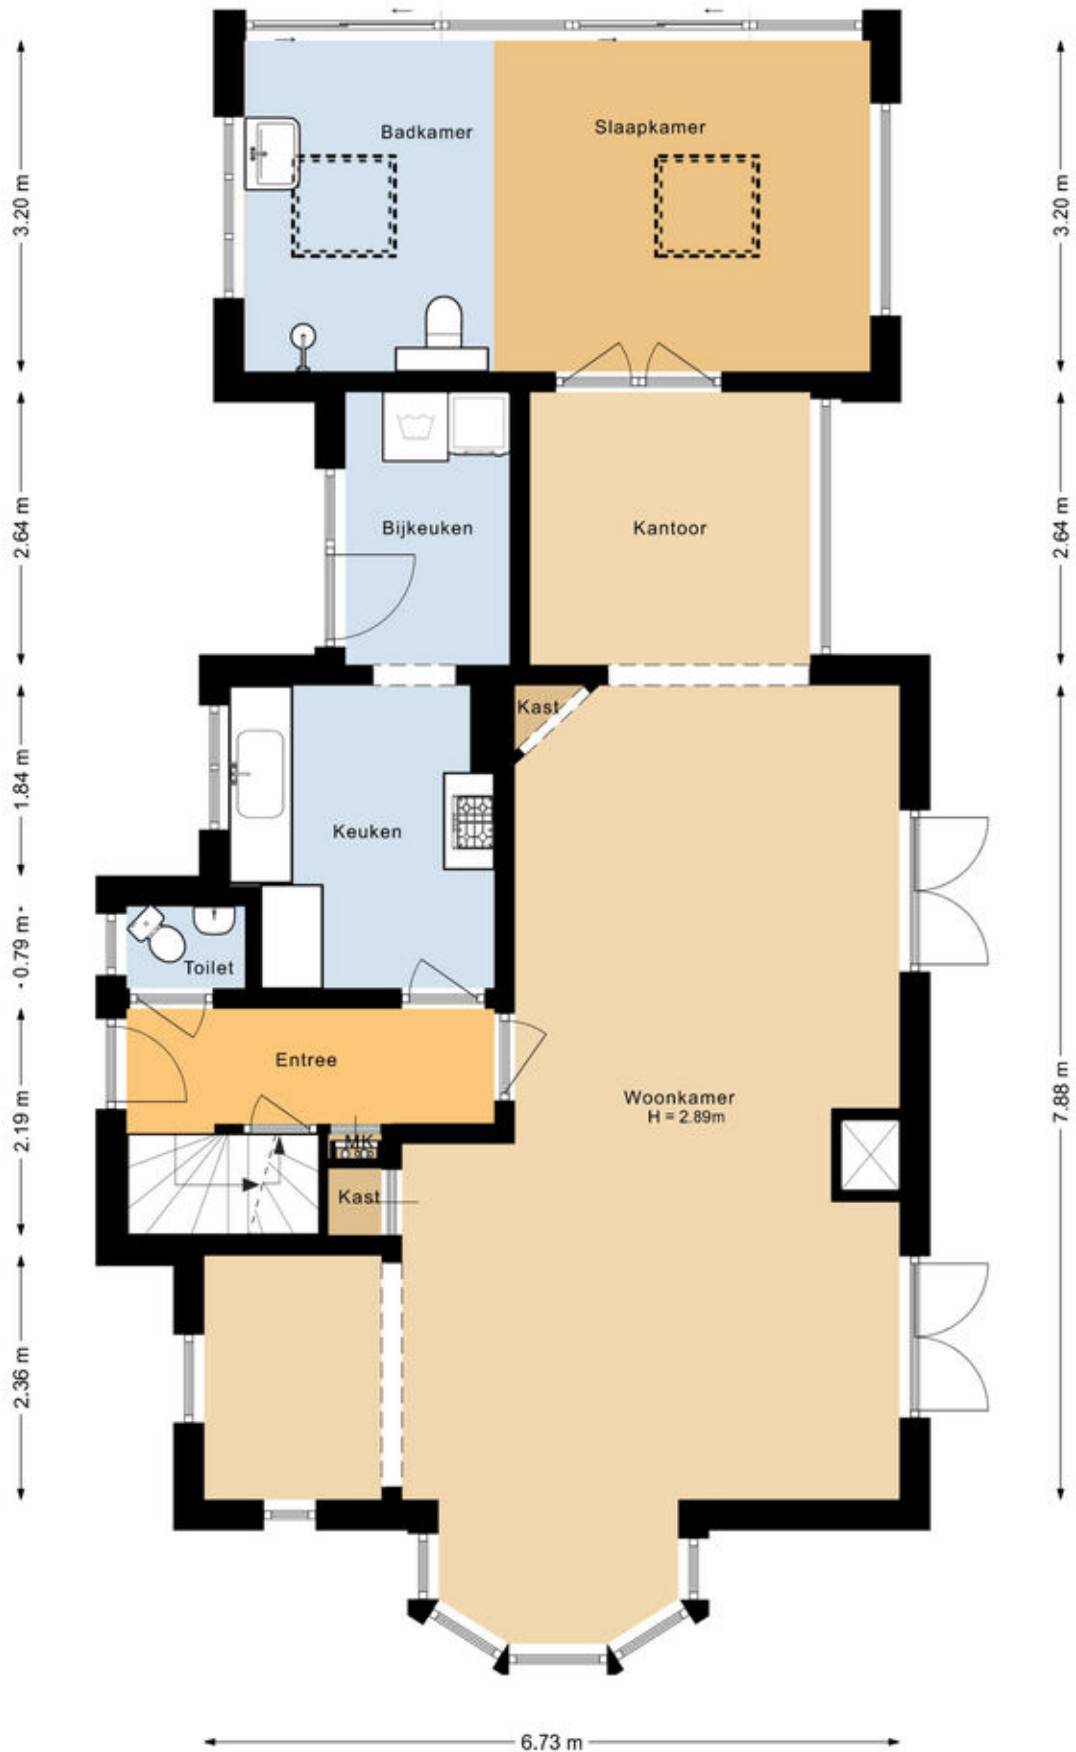 Badkamer
Slaapkamer
3.20 m
3.20 m
Bijkeuken
Kantoor
2.64 m
2.64 m
Kast
1.84 m
Keuken
0.79 m
Toilet
Entree
Woonkamer
H = 2.89m
7.88 m
2.19 m
MK
Kast
2.36 m
6.73 m